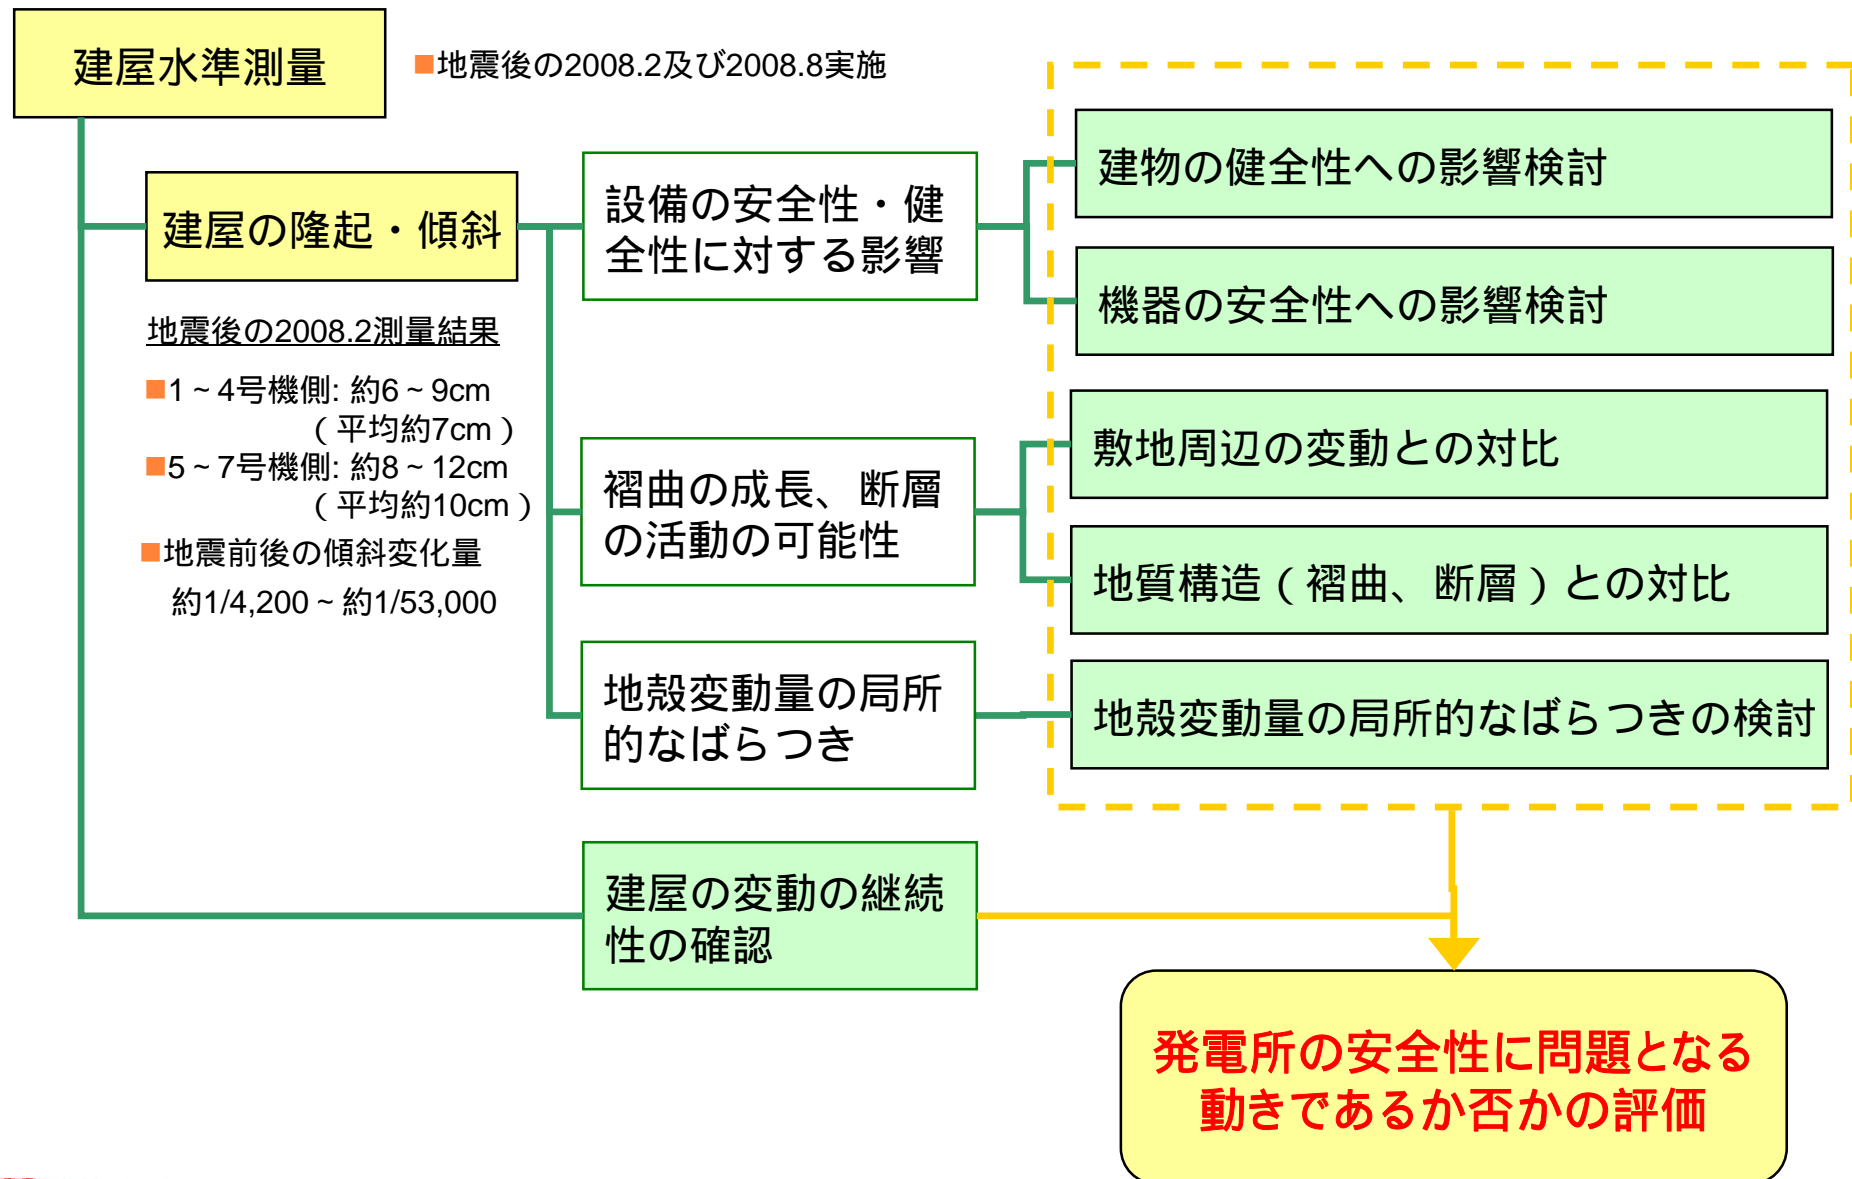 建屋水準測量
■地震後の2008.2及び2008.8実施
建屋の隆起・傾斜
地震後の2008.2測量結果
■1～4号機側: 約6～9cm
（平均約7cm）
■5～7号機側: 約8～12cm
（平均約10cm）
■地震前後の傾斜変化量
約1/4,200～約1/53,000
設備の安全性・健
全性に対する影響
褶曲の成長、断層
の活動の可能性
地殻変動量の局所
的なばらつき
建屋の変動の継続
性の確認
建物の健全性への影響検討
機器の安全性への影響検討
敷地周辺の変動との対比
地質構造（褶曲、断層）との対比
地殻変動量の局所的なばらつきの検討
発電所の安全性に問題となる
動きであるか否かの評価